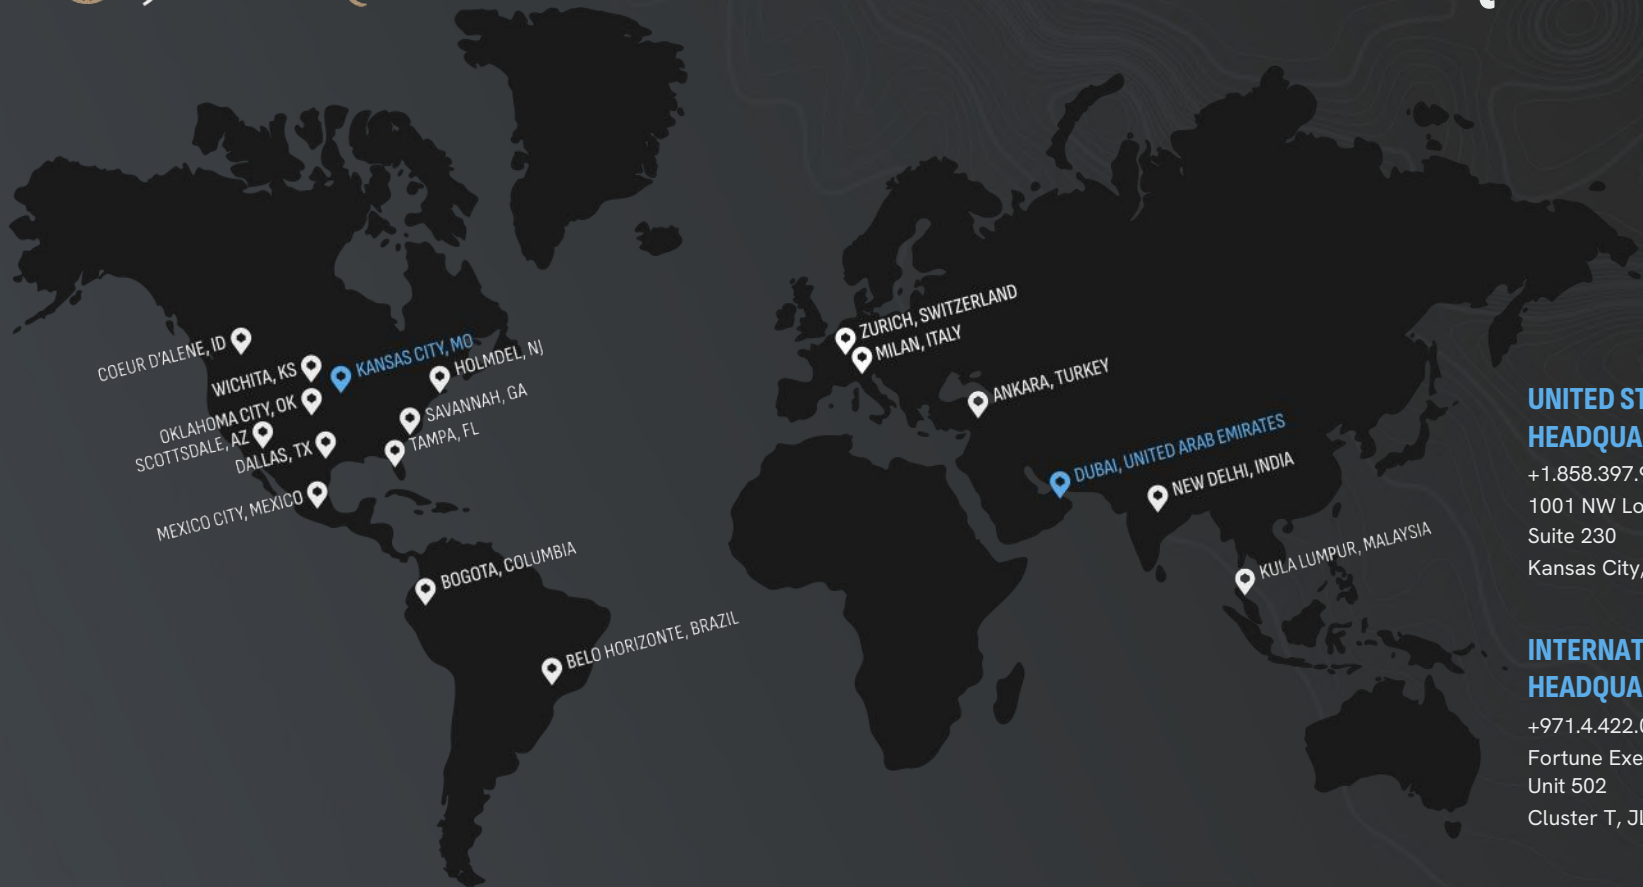 COEUR D'ALENE, ID
WICHITA, KS
KANSAS CITY, MO
HOLMDEL, NJ
OKLAHOMA CITY, OK
SAVANNAH, GA
SCOTTSDALE, AZ
TAMPA, FL
DALLAS, TX
MEXICO CITY, MEXICO
BOGOTA, COLUMBIA
BELO HORIZONTE, BRAZIL
ZURICH, SWITZERLAND
MILAN, ITALY
ANKARA, TURKEY
DUBAI, UNITED ARAB EMIRATES
NEW DELHI, INDIA
KULA LUMPUR, MALAYSIA
UNITED ST
HEADQUA
+1.858.397.9
1001 NW Lo
Suite 230
Kansas City,
INTERNAT
HEADQUA
+971.4.422.0
Fortune Exe
Unit 502
Cluster T, JL